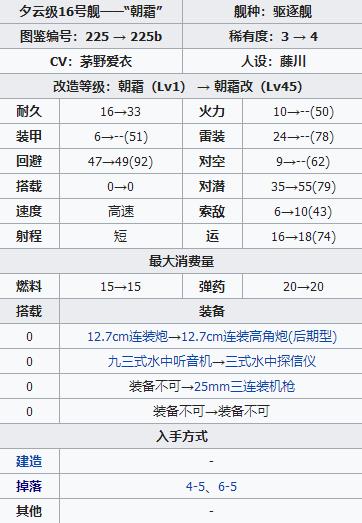 夕云级16号舰——“朝霜” 舰种：驱逐舰
图鉴编号：225 → 225b 稀有度：3 → 4
CV：茅野爱衣 人设：藤川
改造等级：朝霜（Lv1） → 朝霜改（Lv45）
耐久 16→33 火力 10→--(50)
装甲 6→--(51) 雷装 24→--(78)
回避 47→49(92) 对空 9→--(62)
搭载 0→0 对潜 35→55(79)
速度 高速 索敌 6→10(43)
射程 短 运 16→18(74)
最大消费量
燃料 15→15 弹药 20→20
搭载 装备
0 12.7cm连装炮→12.7cm连装高角炮(后期型)
0 九三式水中听音机→三式水中探信仪
0 装备不可→25mm三连装机枪
0 装备不可→装备不可
入手方式
建造 -
掉落 4-5、6-5
其他 -